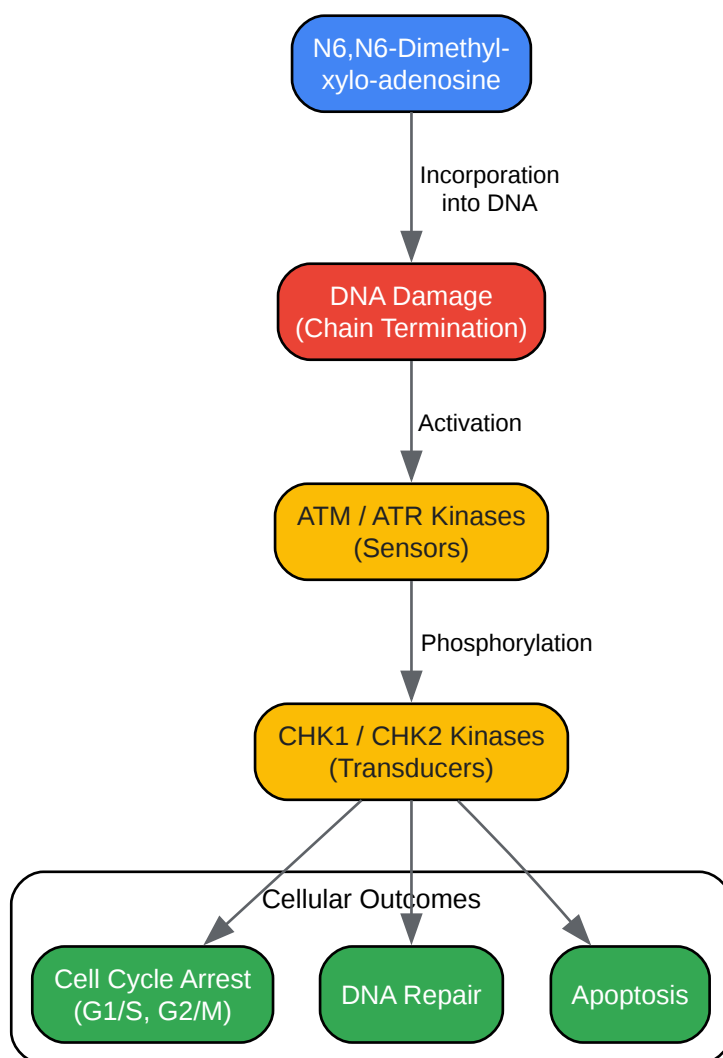 N6,N6-Dimethyl-
xylo-adenosine
Incorporation
into DNA
DNA Damage
(Chain Termination)
Activation
ATM / ATR Kinases
(Sensors)
Phosphorylation
CHK1 / CHK2 Kinases
(Transducers)
Cellular Outcomes
Cell Cycle Arrest
(G1/S, G2/M)
DNA Repair
Apoptosis